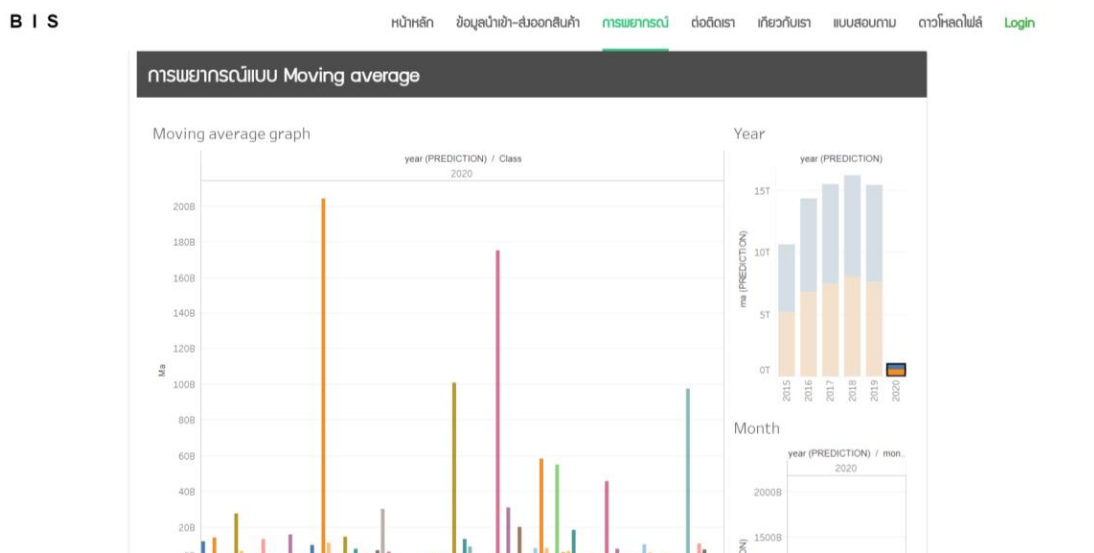 BIS
หน้าหลัก ข้อมูลนำเข้า-ส่งออกสินค้า การพยากรณ์ ต่อติดเรา เกี่ยวกับเรา แบบสอบถาม ดาวโหลดไฟล์ Login
การพยากรณ์แบบ Moving average
Moving average graph
year (PREDICTION) / Class
2020
200B
180B
160B
140B
120B
100B
80B
60B
40B
20B
Ma
Year
year (PREDICTION)
15T
10T
5T
0T
ma (PREDICTION)
2015 2016 2017 2018 2019 2020
Month
year (PREDICTION) / mon..
2020
2000B
1500B